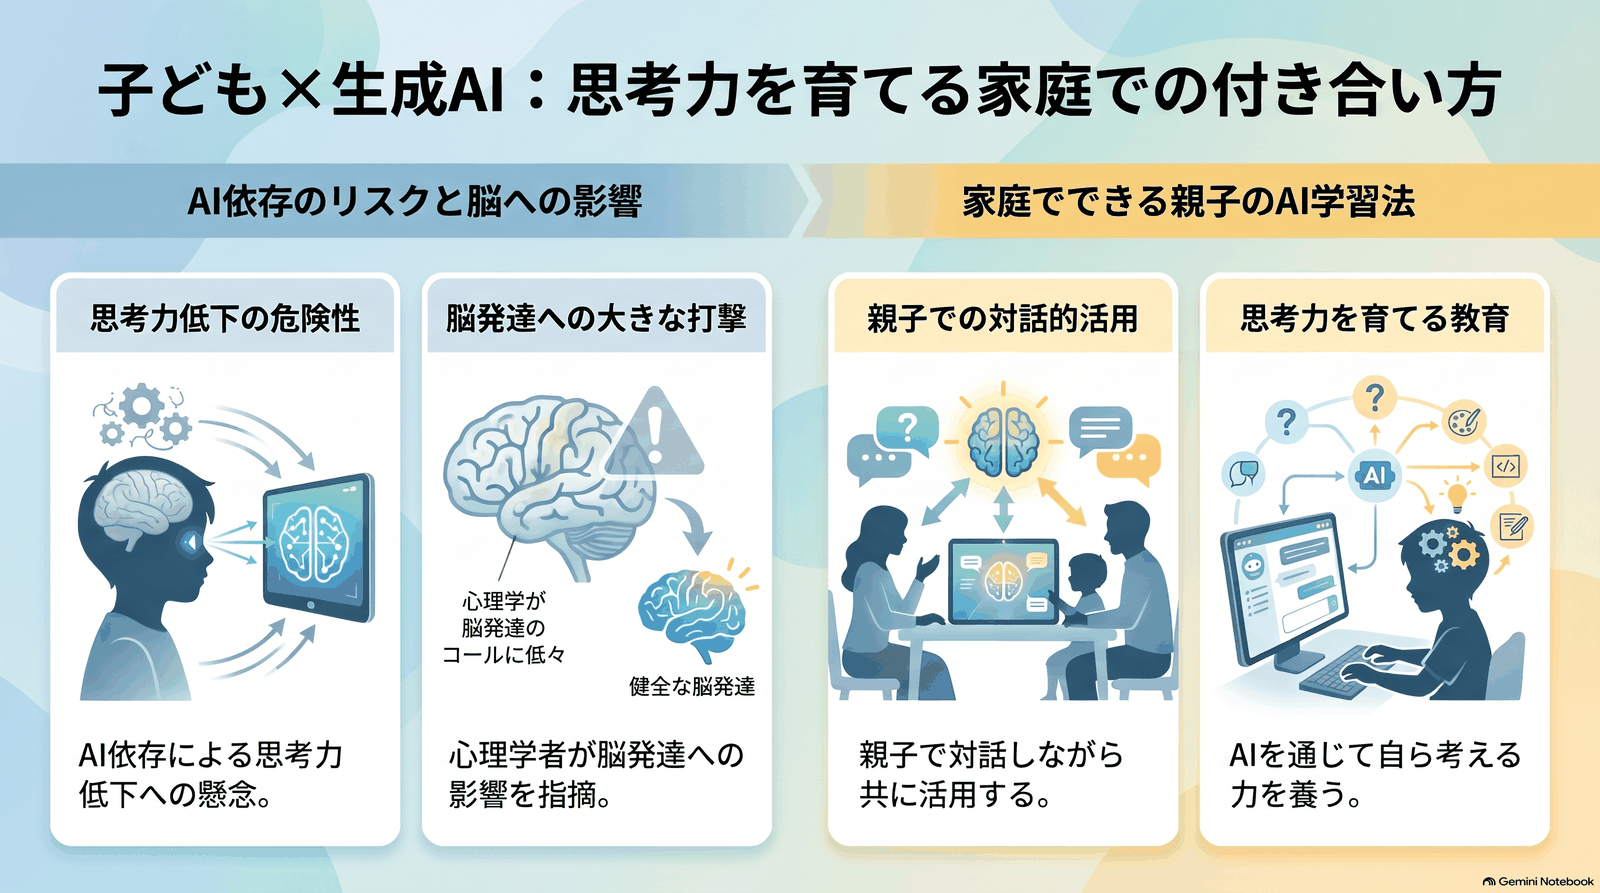 子ども×生成AI：思考力を育てる家庭での付き合い方
AI依存のリスクと脳への影響
家庭でできる親子のAI学習法
思考力低下の危険性
AI依存による思考力
低下への懸念。
脳発達への大きな打撃
心理学が
脳発達の
コールに低々
健全な脳発達
心理学者が脳発達への
影響を指摘。
親子での対話的活用
?
親子で対話しながら
共に活用する。
思考力を育てる教育
?
?
AI
</>
AIを通じて自ら考える
力を養う。
Gemini Notebook